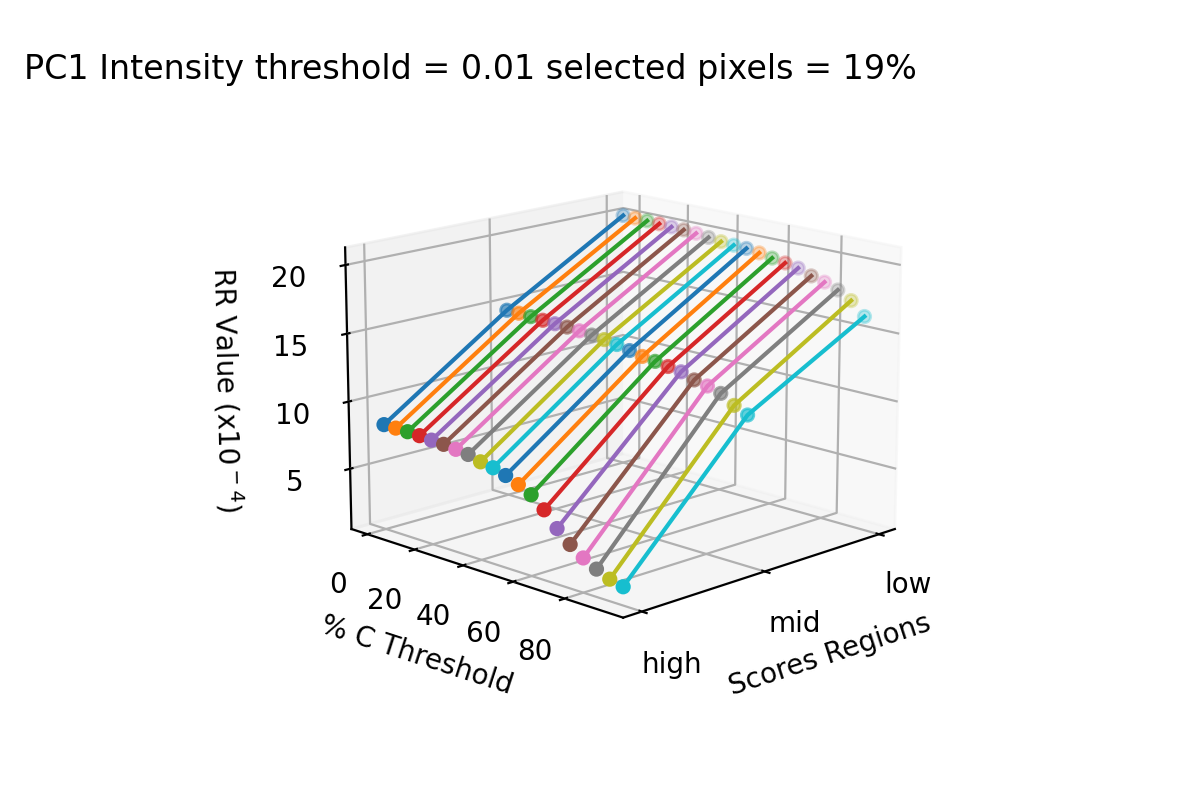 PC1 Intensity threshold = 0.01 selected pixels = 19%
20
15
10
5
RR Value (x10⁻⁴)
0
20
40
60
80
% C Threshold
high
mid
low
Scores Regions